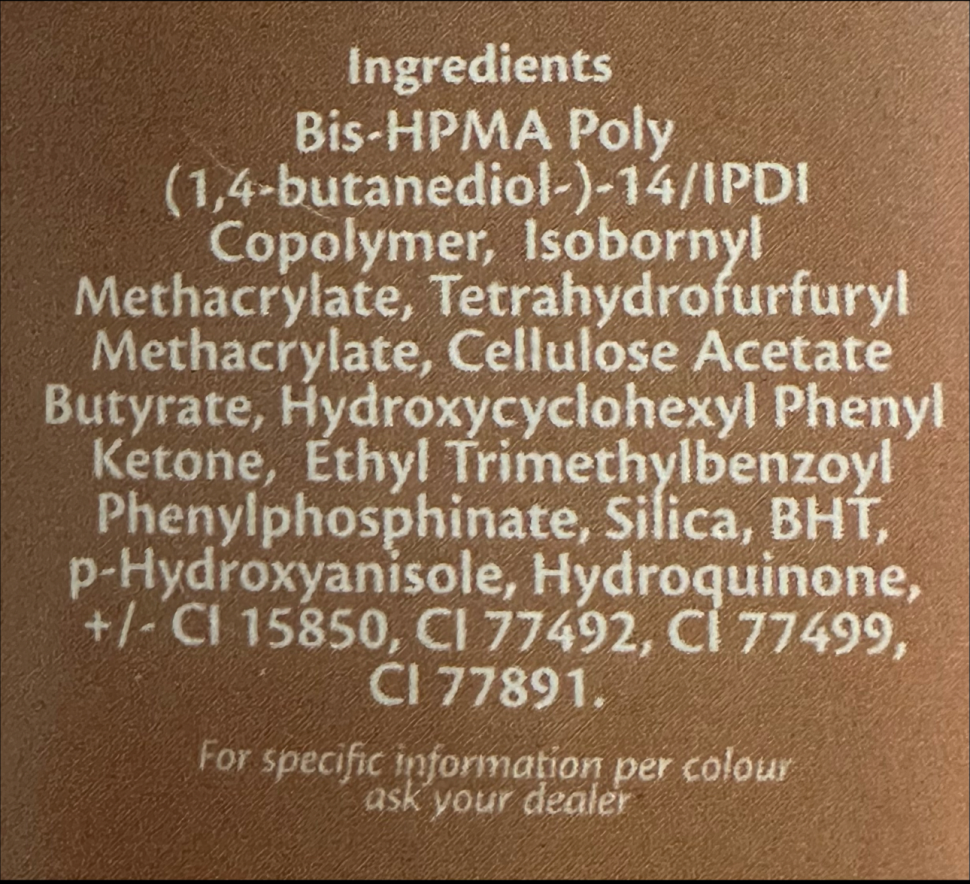 Ingredients
Bis-HPMA Poly
(1,4-butanediol-)-14/IPDI
Copolymer, Isobornyl
Methacrylate, Tetrahydrofurfuryl
Methacrylate, Cellulose Acetate
Butyrate, Hydroxycyclohexyl Phenyl
Ketone, Ethyl Trimethylbenzoyl
Phenylphosphinate, Silica, BHT,
p-Hydroxyanisole, Hydroquinone,
+/- CI 15850, CI 77492, CI 77499,
CI 77891.
For specific information per colour
ask your dealer